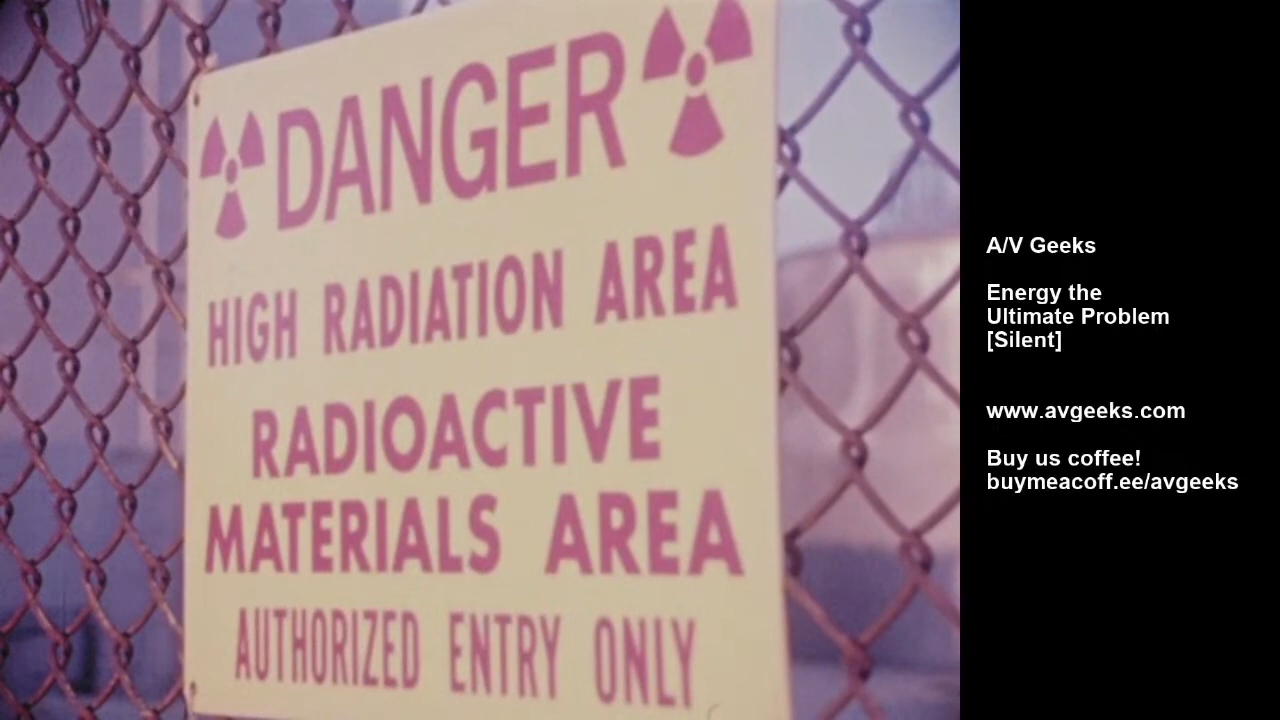 DANGER
HIGH RADIATION AREA
RADIOACTIVE
MATERIALS AREA
AUTHORIZED ENTRY ONLY
A/V Geeks
Energy the
Ultimate Problem
[Silent]
www.avgeeks.com
Buy us coffee!
buymeacoff.ee/avgeeks